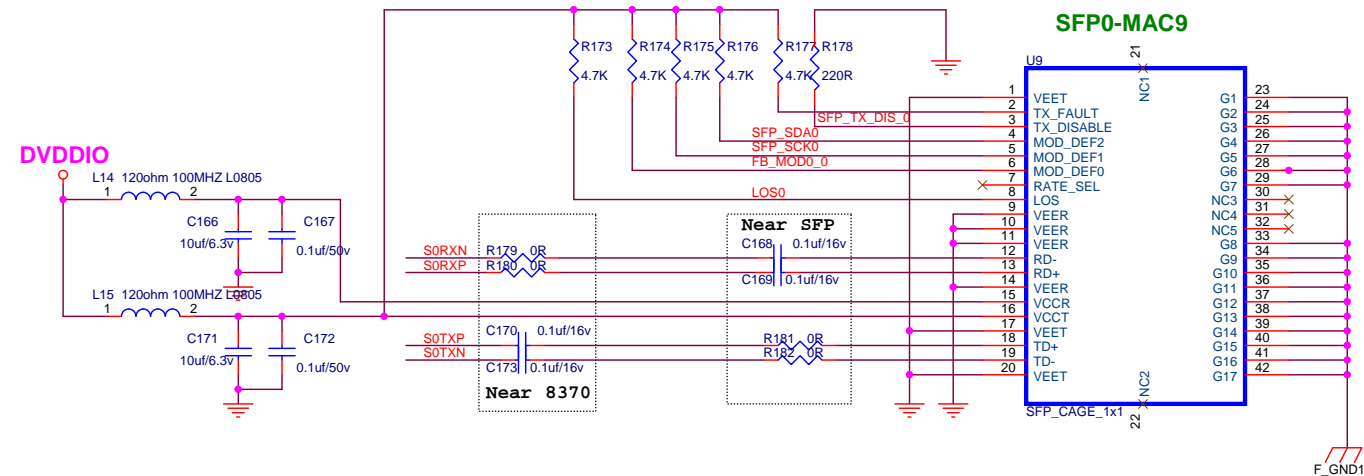 SFP0-MAC9
R173 R174 R175 R176 R177 R178
4.7K 4.7K 4.7K 4.7K 4.7K 220R
U9
21
NC1
1 VEET
2 TX_FAULT
SFP_TX_DIS_0 3 TX_DISABLE
SFP_SDA0 4 MOD_DEF2
SFP_SCK0 5 MOD_DEF1
FB_MOD0_0 6 MOD_DEF0
7 RATE_SEL
LOS0 8 LOS
9 VEER
10 VEER
11 VEER
12 RD-
13 RD+
14 VEER
15 VCCR
16 VCCT
17 VEET
18 TD+
19 TD-
20 VEET
G1 23
G2 24
G3 25
G4 26
G5 27
G6 28
G7 29
NC3 30
NC4 31
NC5 32
G8 33
G9 34
G10 35
G11 36
G12 37
G13 38
G14 39
G15 40
G16 41
G17 42
NC2
22
SFP_CAGE_1x1
F_GND1
DVDDIO
L14 120ohm 100MHZ L0805
1 2
C166 C167
10uf/6.3v 0.1uf/50v
L15 120ohm 100MHZ L0805
1 2
C171 C172
10uf/6.3v 0.1uf/50v
S0RXN R179 0R
S0RXP R180 0R
Near SFP
C168 0.1uf/16v
C169 0.1uf/16v
S0TXP C170 0.1uf/16v
S0TXN C173 0.1uf/16v
Near 8370
R181 0R
R182 0R